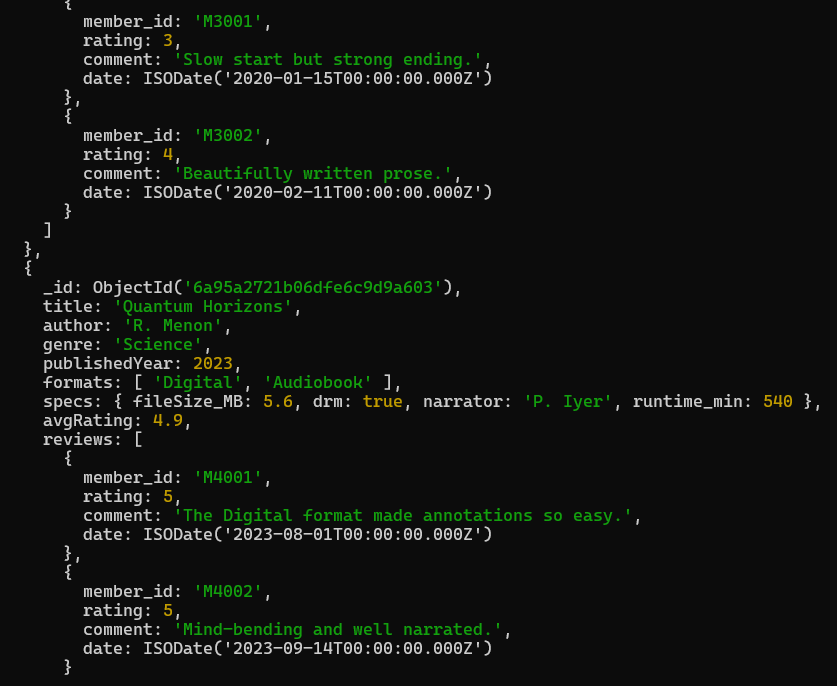 {
        member_id: 'M3001',
        rating: 3,
        comment: 'Slow start but strong ending.',
        date: ISODate('2020-01-15T00:00:00.000Z')
      },
      {
        member_id: 'M3002',
        rating: 4,
        comment: 'Beautifully written prose.',
        date: ISODate('2020-02-11T00:00:00.000Z')
      }
    ]
  },
  {
    _id: ObjectId('6a95a2721b06dfe6c9d9a603'),
    title: 'Quantum Horizons',
    author: 'R. Menon',
    genre: 'Science',
    publishedYear: 2023,
    formats: [ 'Digital', 'Audiobook' ],
    specs: { fileSize_MB: 5.6, drm: true, narrator: 'P. Iyer', runtime_min: 540 },
    avgRating: 4.9,
    reviews: [
      {
        member_id: 'M4001',
        rating: 5,
        comment: 'The Digital format made annotations so easy.',
        date: ISODate('2023-08-01T00:00:00.000Z')
      },
      {
        member_id: 'M4002',
        rating: 5,
        comment: 'Mind-bending and well narrated.',
        date: ISODate('2023-09-14T00:00:00.000Z')
      }